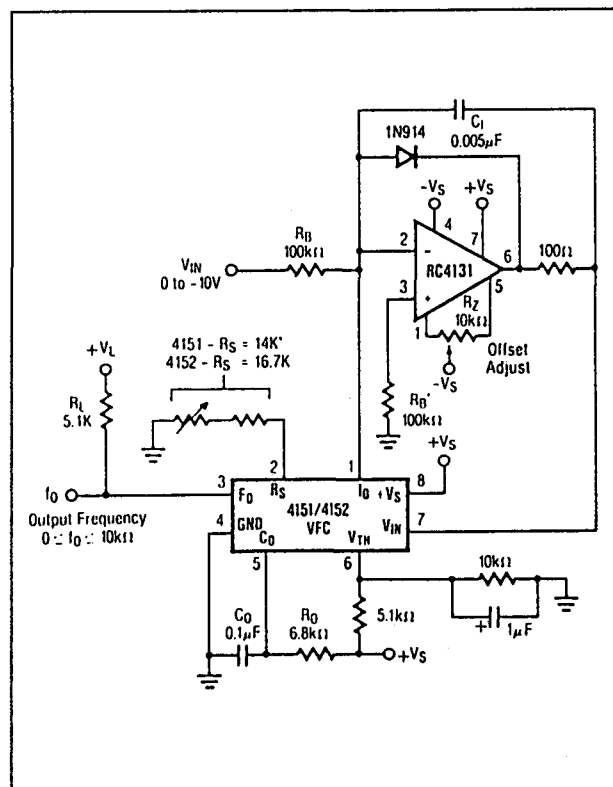 C₁
0.005µF
1N914
-VS
+VS
4
7
RB
100kΩ
2
-
6
100Ω
VIN
0 to -10V
RC4131
3
+
5
RZ
10kΩ
1
4151 - RS = 14K*
4152 - RS = 16.7K
Offset
Adjust
-VS
+VL
RB'
100kΩ
RL
5.1K
+VS
2
1
8
fO
3
FO
RS
IO
+VS
Output Frequency
0 ≤ fO ≤ 10kΩ
4
GND
4151/4152
VFC
VIN
7
CO
VTH
5
6
10kΩ
CO
0.1µF
RO
6.8kΩ
5.1kΩ
+
1µF
+VS